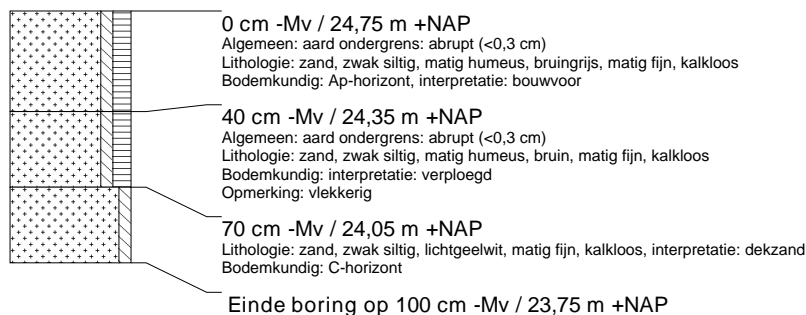 0 cm -Mv / 24,75 m +NAP
Algemeen: aard ondergrens: abrupt (<0,3 cm)
Lithologie: zand, zwak siltig, matig humeus, bruingrijs, matig fijn, kalkloos
Bodemkundig: Ap-horizont, interpretatie: bouwvoor
40 cm -Mv / 24,35 m +NAP
Algemeen: aard ondergrens: abrupt (<0,3 cm)
Lithologie: zand, zwak siltig, matig humeus, bruin, matig fijn, kalkloos
Bodemkundig: interpretatie: verploegd
Opmerking: vlekkerig
70 cm -Mv / 24,05 m +NAP
Lithologie: zand, zwak siltig, lichtgeelwit, matig fijn, kalkloos, interpretatie: dekzand
Bodemkundig: C-horizont
Einde boring op 100 cm -Mv / 23,75 m +NAP